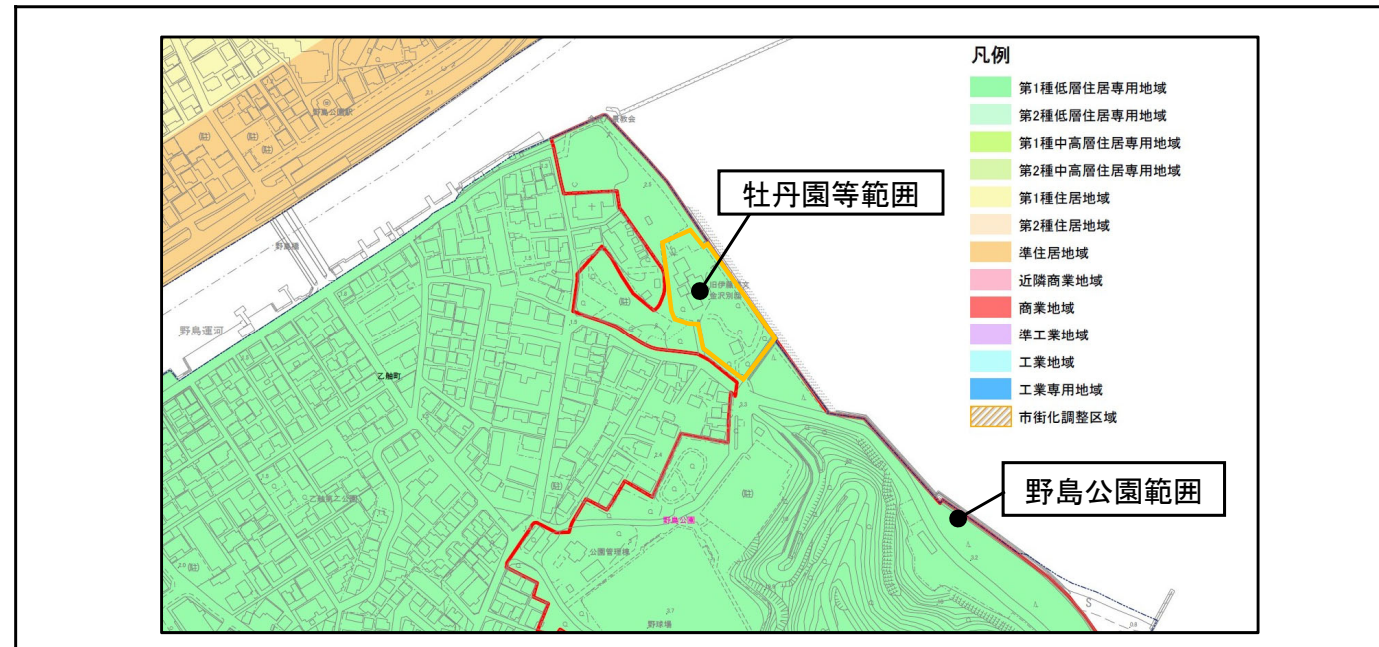 凡例
第1種低層住居専用地域
第2種低層住居専用地域
第1種中高層住居専用地域
第2種中高層住居専用地域
第1種住居地域
第2種住居地域
準住居地域
近隣商業地域
商業地域
準工業地域
工業地域
工業専用地域
市街化調整区域
牡丹園等範囲
野島公園範囲
野島公園駅
野島橋
野島運河
乙舳町
野島公園
公園管理棟
野球場